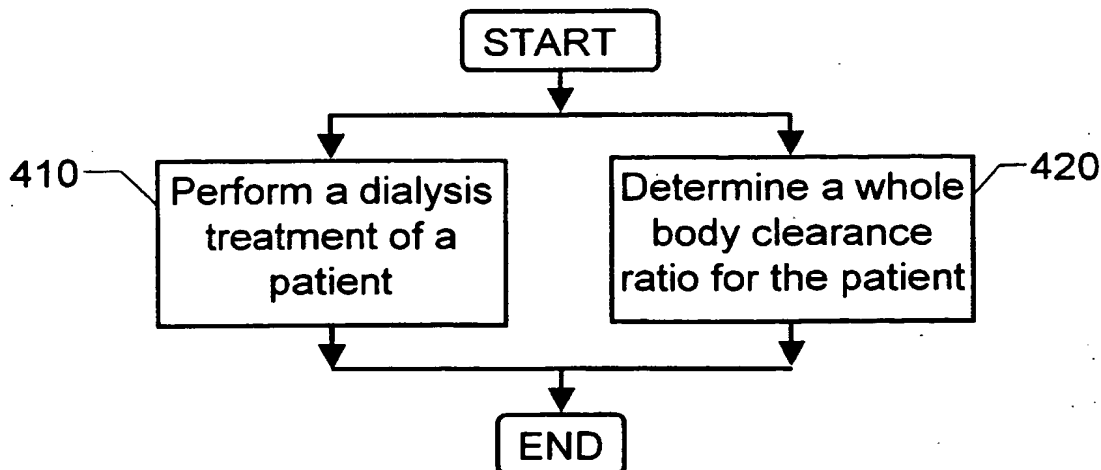 START
410
Perform a dialysis
treatment of a
patient
Determine a whole
body clearance
ratio for the patient
420
END